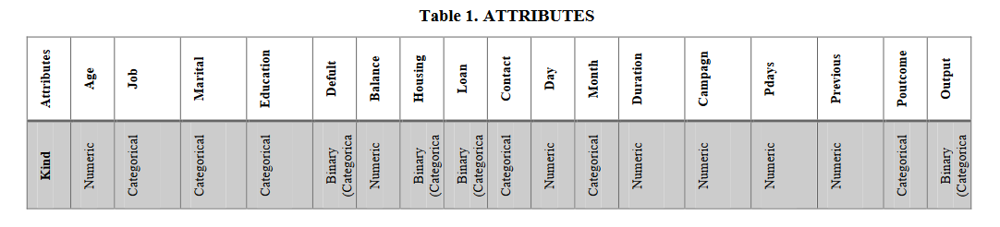 Table 1. ATTRIBUTES
Attributes Age Job Marital Education Defult Balance Housing Loan Contact Day Month Duration Campagn Pdays Previous Poutcome Output
Kind Numeric Categorical Categorical Categorical Binary (Categorica Numeric Binary (Categorica Binary (Categorica Categorical Numeric Categorical Numeric Numeric Numeric Numeric Categorical Binary (Categorica